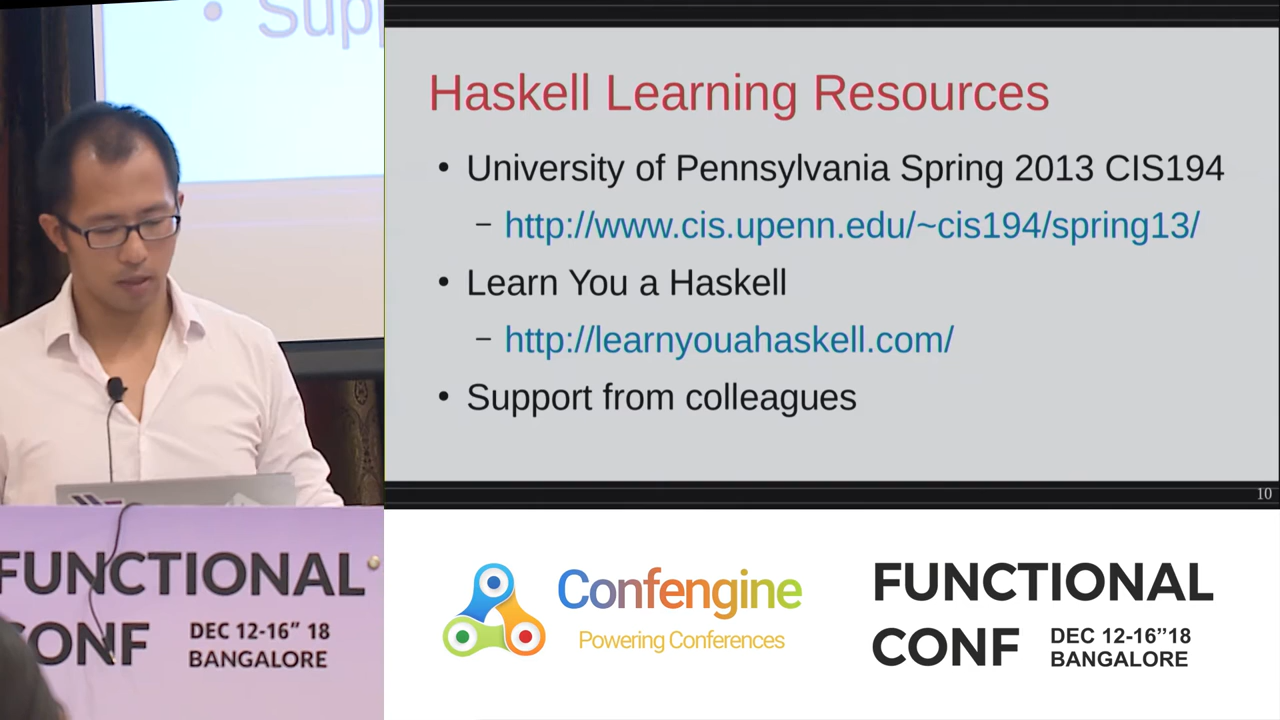 • Supp
Haskell Learning Resources
• University of Pennsylvania Spring 2013 CIS194
– http://www.cis.upenn.edu/~cis194/spring13/
• Learn You a Haskell
– http://learnyouahaskell.com/
• Support from colleagues
10
FUNCTIONAL
CONF
DEC 12-16” 18
BANGALORE
Confengine
Powering Conferences
FUNCTIONAL
CONF
DEC 12-16”18
BANGALORE